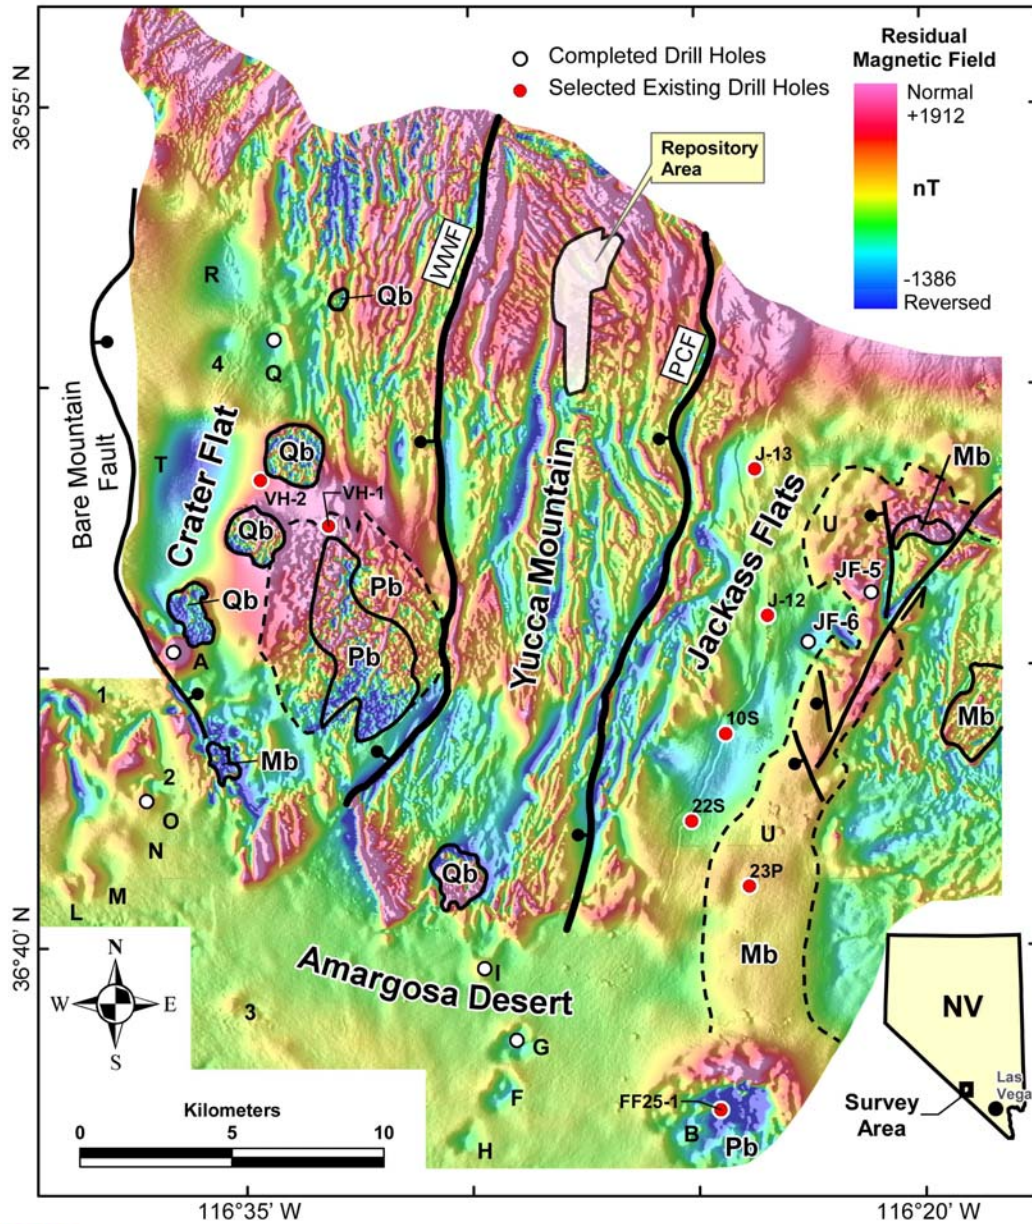 Completed Drill Holes
Selected Existing Drill Holes
Residual
Magnetic Field
Normal
+1912
nT
-1386
Reversed
Repository
Area
36°55' N
WWF
R
Qb
PCF
4
Q
Bare Mountain
Fault
Crater Flat
T
Qb
VH-2
VH-1
J-13
Mb
Qb
U
Yucca Mountain
Jackass Flats
Pb
JF-5
Qb
J-12
JF-6
Pb
A
1
10S
Mb
Mb
2
O
22S
N
U
Qb
23P
M
L
36°40' N
Mb
Amargosa Desert
I
N
W E
S
NV
3
G
Las
Vega
F
FF25-1
B
Pb
Survey
Area
H
Kilometers
0 5 10
116°35' W
116°20' W